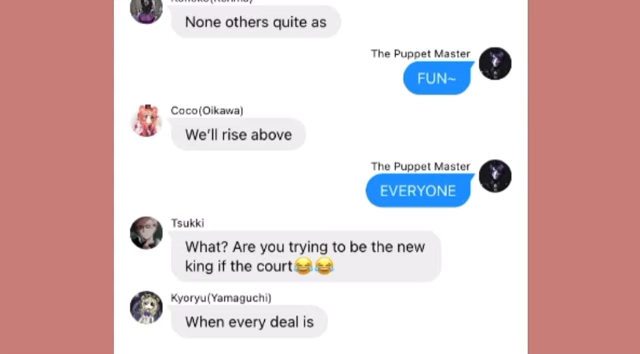 None others quite as
The Puppet Master
FUN~
Coco(Oikawa)
We'll rise above
The Puppet Master
EVERYONE
Tsukki
What? Are you trying to be the new
king if the court😂😂
Kyoryu(Yamaguchi)
When every deal is